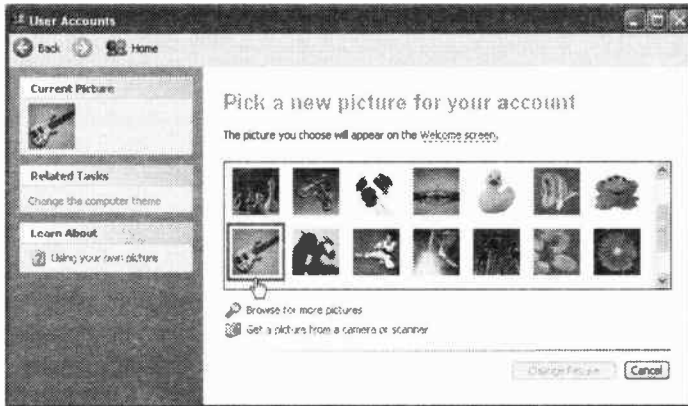 User Accounts
Back Home
Current Picture
Related Tasks
Change the computer theme
Learn About
Using your own picture
Pick a new picture for your account
The picture you choose will appear on the Welcome screen.
Browse for more pictures
Get a picture from a camera or scanner
Change Picture Cancel